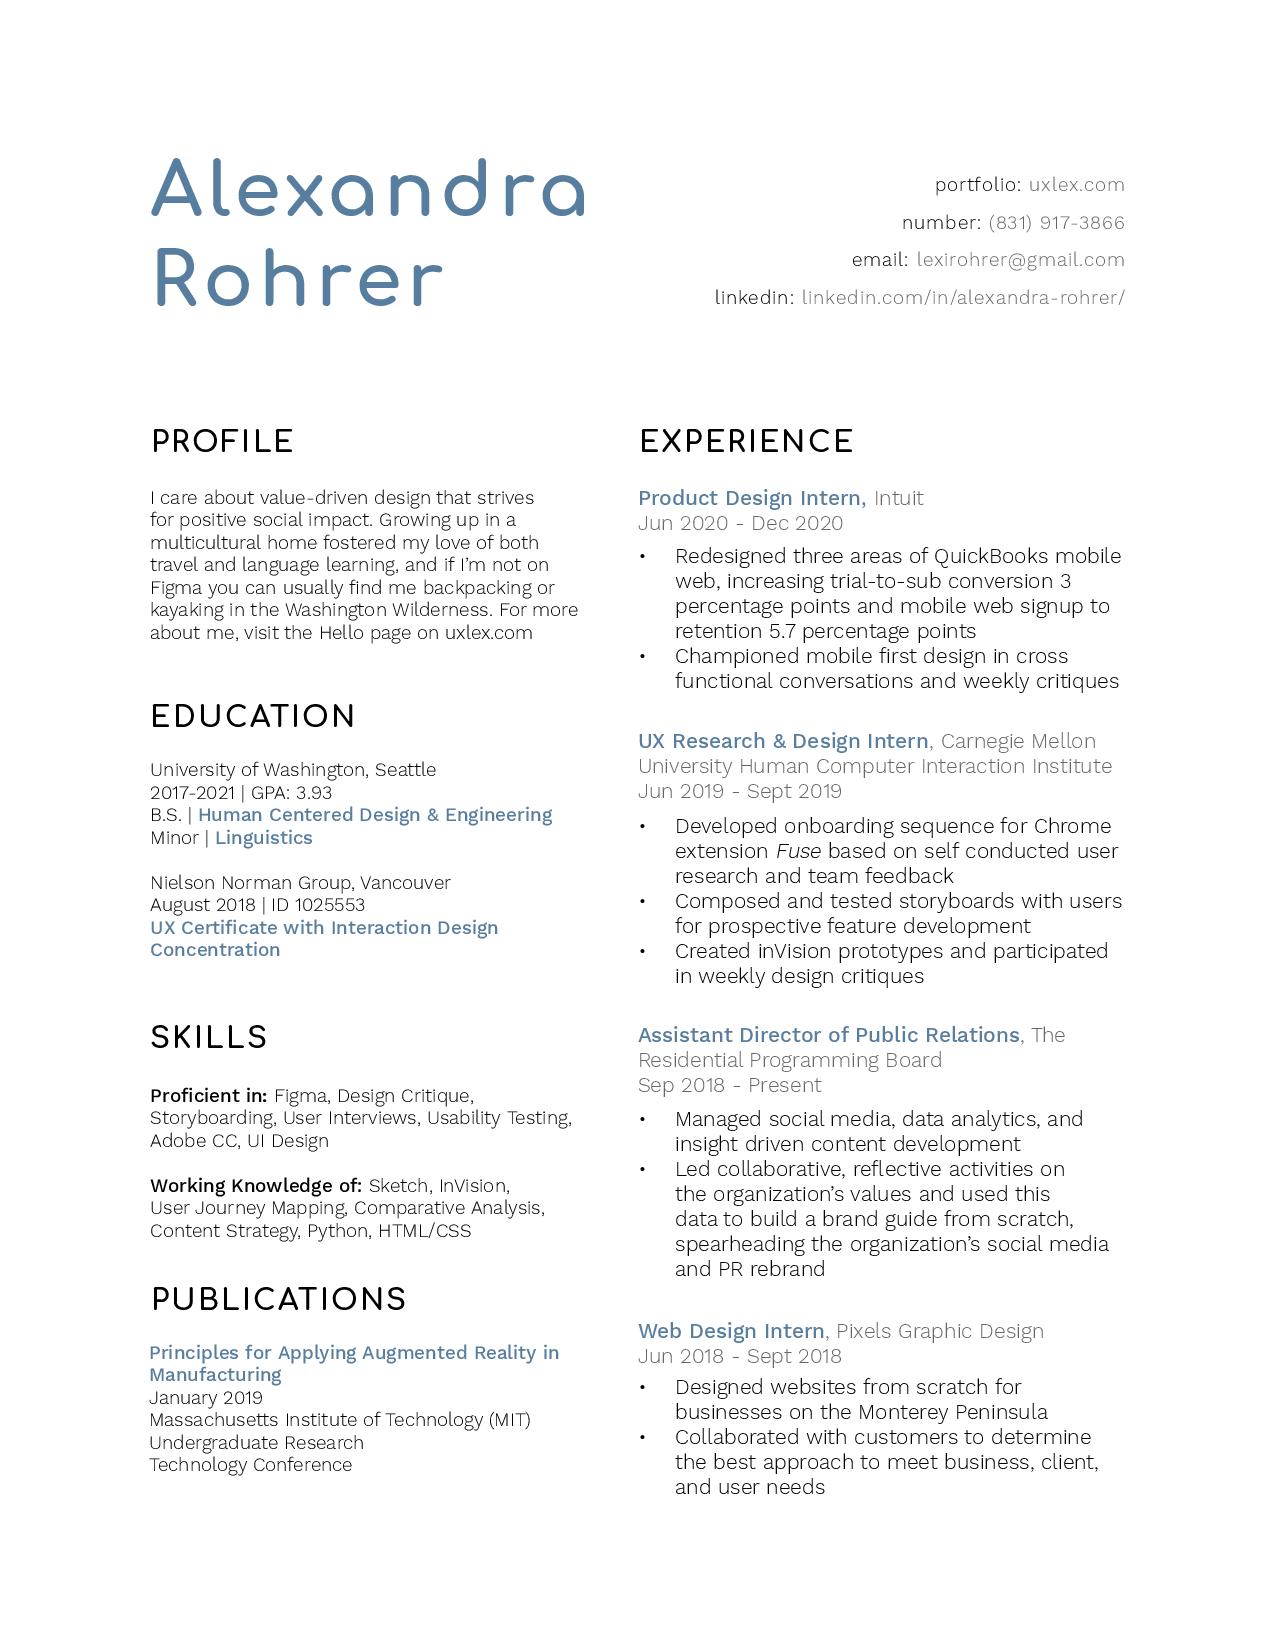 Alexandra
Rohrer
portfolio: uxlex.com
number: (831) 917-3866
email: lexirohrer@gmail.com
linkedin: linkedin.com/in/alexandra-rohrer/
PROFILE
I care about value-driven design that strives
for positive social impact. Growing up in a
multicultural home fostered my love of both
travel and language learning, and if I'm not on
Figma you can usually find me backpacking or
kayaking in the Washington Wilderness. For more
about me, visit the Hello page on uxlex.com
EDUCATION
University of Washington, Seattle
2017-2021 | GPA: 3.93
B.S. | Human Centered Design & Engineering
Minor | Linguistics
Nielson Norman Group, Vancouver
August 2018 | ID 1025553
UX Certificate with Interaction Design
Concentration
SKILLS
Proficient in: Figma, Design Critique,
Storyboarding, User Interviews, Usability Testing,
Adobe CC, UI Design
Working Knowledge of: Sketch, InVision,
User Journey Mapping, Comparative Analysis,
Content Strategy, Python, HTML/CSS
PUBLICATIONS
Principles for Applying Augmented Reality in
Manufacturing
January 2019
Massachusetts Institute of Technology (MIT)
Undergraduate Research
Technology Conference
EXPERIENCE
Product Design Intern, Intuit
Jun 2020 - Dec 2020
• Redesigned three areas of QuickBooks mobile
web, increasing trial-to-sub conversion 3
percentage points and mobile web signup to
retention 5.7 percentage points
• Championed mobile first design in cross
functional conversations and weekly critiques
UX Research & Design Intern, Carnegie Mellon
University Human Computer Interaction Institute
Jun 2019 - Sept 2019
• Developed onboarding sequence for Chrome
extension Fuse based on self conducted user
research and team feedback
• Composed and tested storyboards with users
for prospective feature development
• Created inVision prototypes and participated
in weekly design critiques
Assistant Director of Public Relations, The
Residential Programming Board
Sep 2018 - Present
• Managed social media, data analytics, and
insight driven content development
• Led collaborative, reflective activities on
the organization's values and used this
data to build a brand guide from scratch,
spearheading the organization's social media
and PR rebrand
Web Design Intern, Pixels Graphic Design
Jun 2018 - Sept 2018
• Designed websites from scratch for
businesses on the Monterey Peninsula
• Collaborated with customers to determine
the best approach to meet business, client,
and user needs